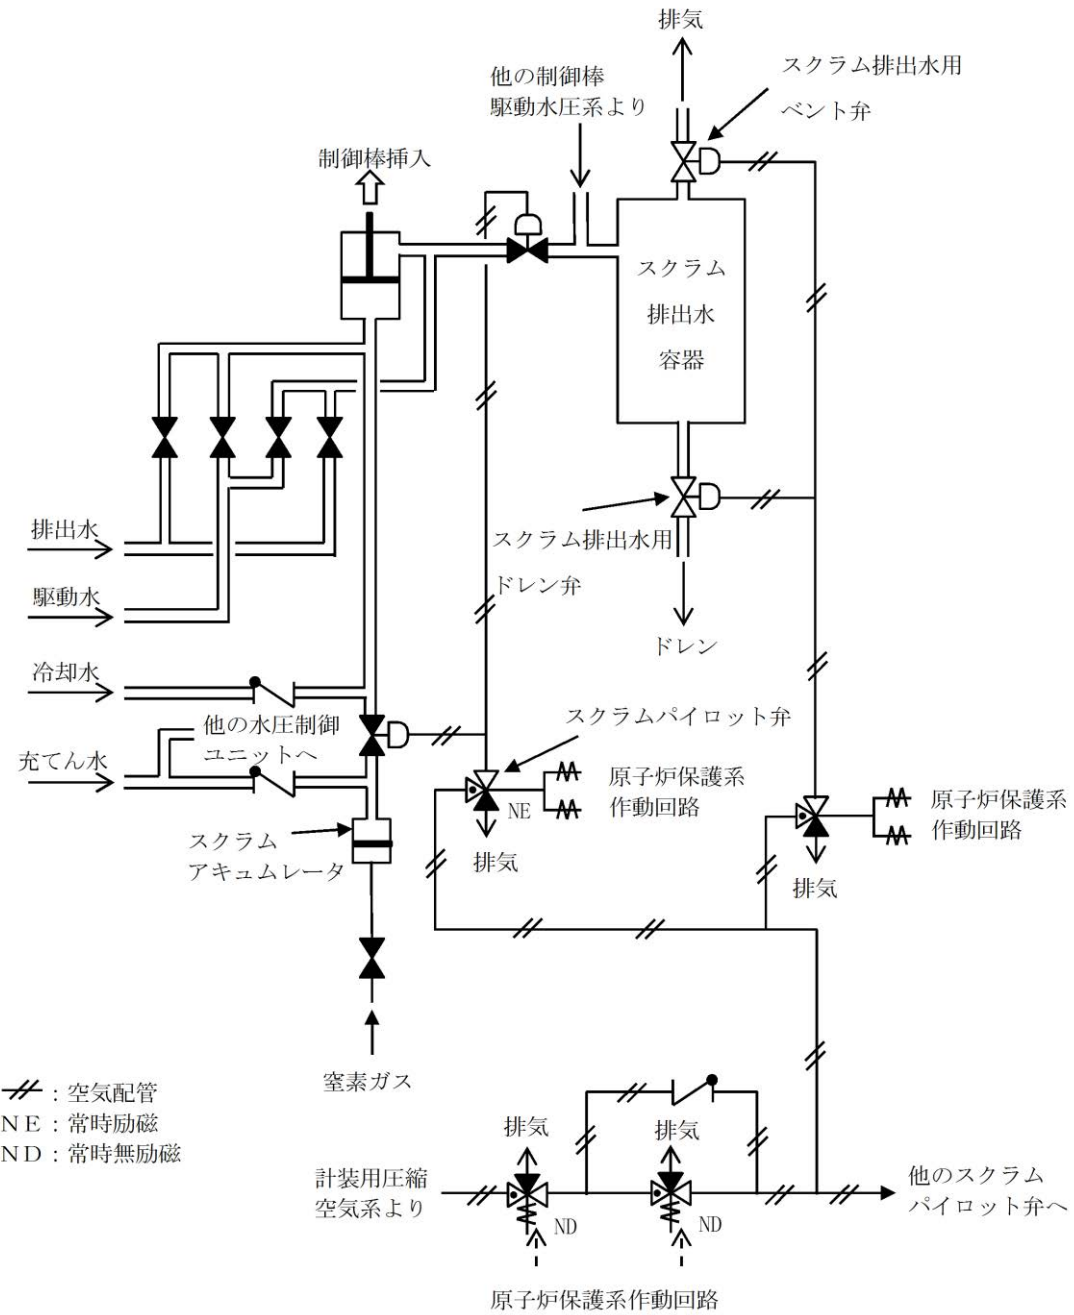 排気
スクラム排出水用
ベント弁
他の制御棒
駆動水圧系より
制御棒挿入
スクラム
排出水
容器
排出水
スクラム排出水用
ドレン弁
駆動水
ドレン
冷却水
他の水圧制御
ユニットへ
スクラムパイロット弁
充てん水
原子炉保護系
作動回路
NE
原子炉保護系
作動回路
スクラム
アキュムレータ
排気
排気
窒素ガス
：空気配管
ＮＥ：常時励磁
ＮＤ：常時無励磁
排気
排気
計装用圧縮
空気系より
他のスクラム
パイロット弁へ
ND
ND
原子炉保護系作動回路